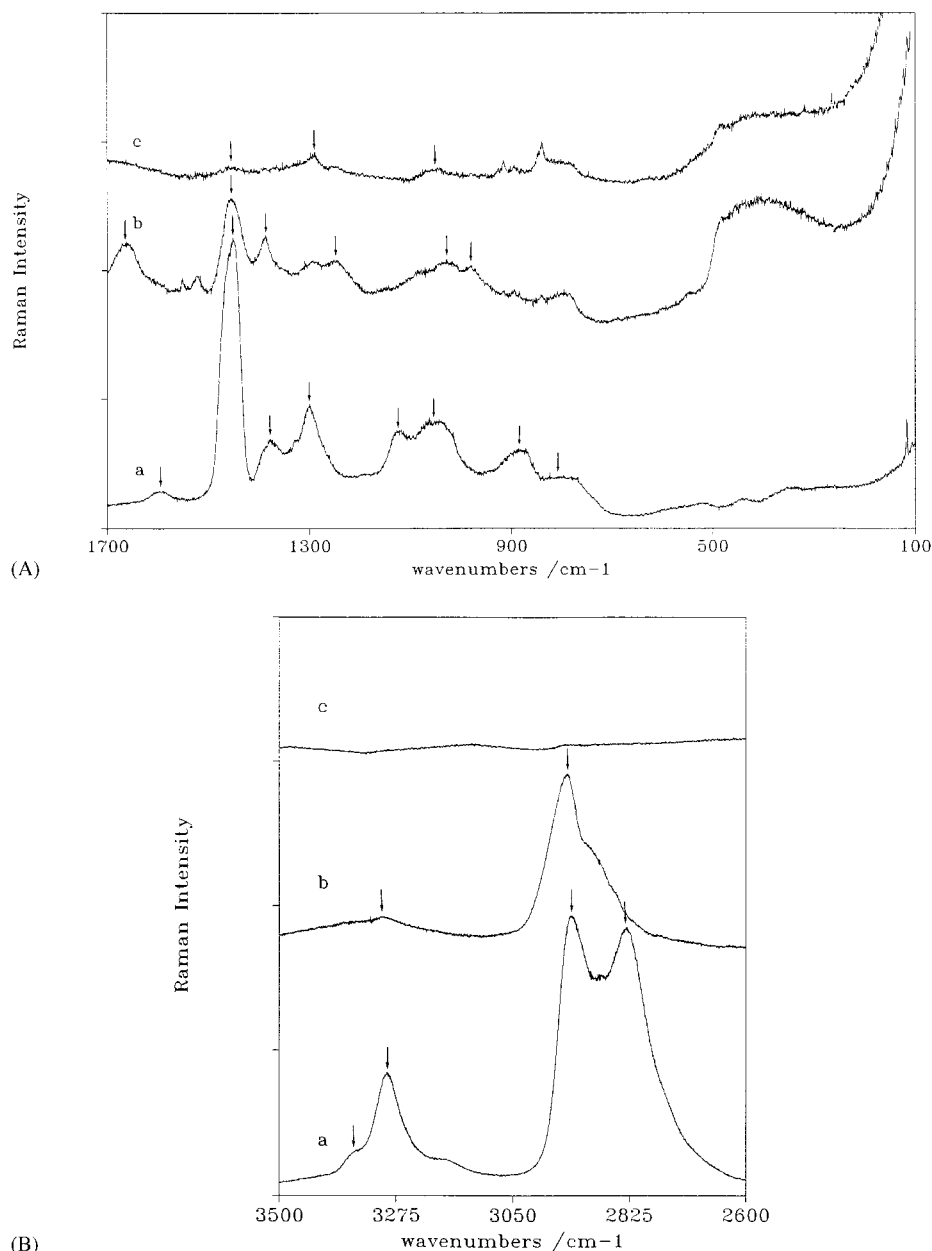 c
b
a
Raman Intensity
1700 1300 900 500 100
wavenumbers /cm-1
(A)
c
b
a
Raman Intensity
3500 3275 3050 2825 2600
wavenumbers /cm-1
(B)